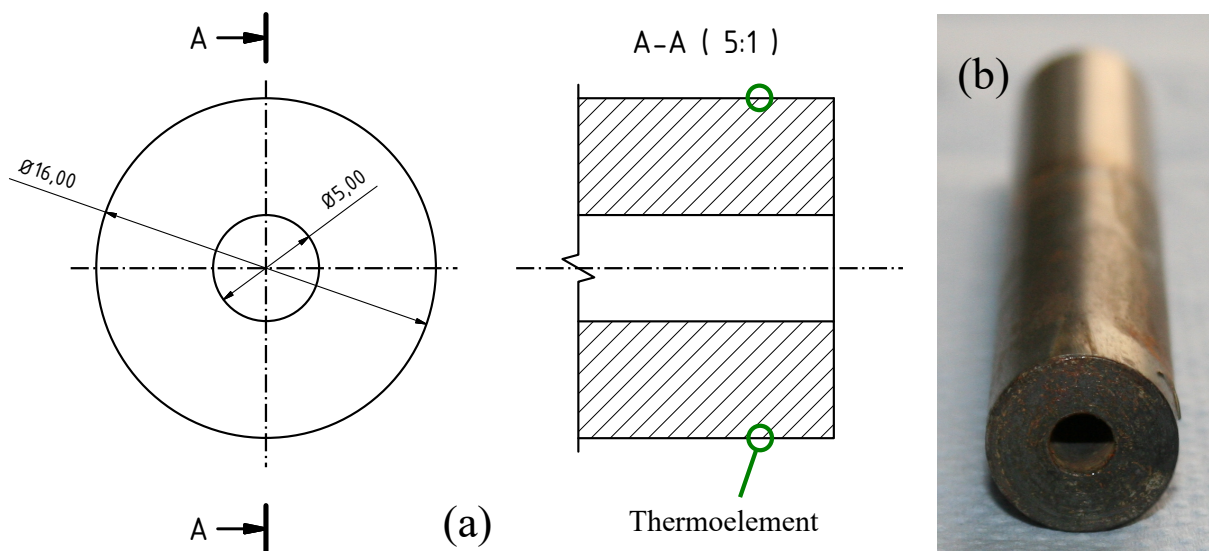 A
A-A ( 5:1 )
(b)
Ø16,00
Ø5,00
A
(a)
Thermoelement